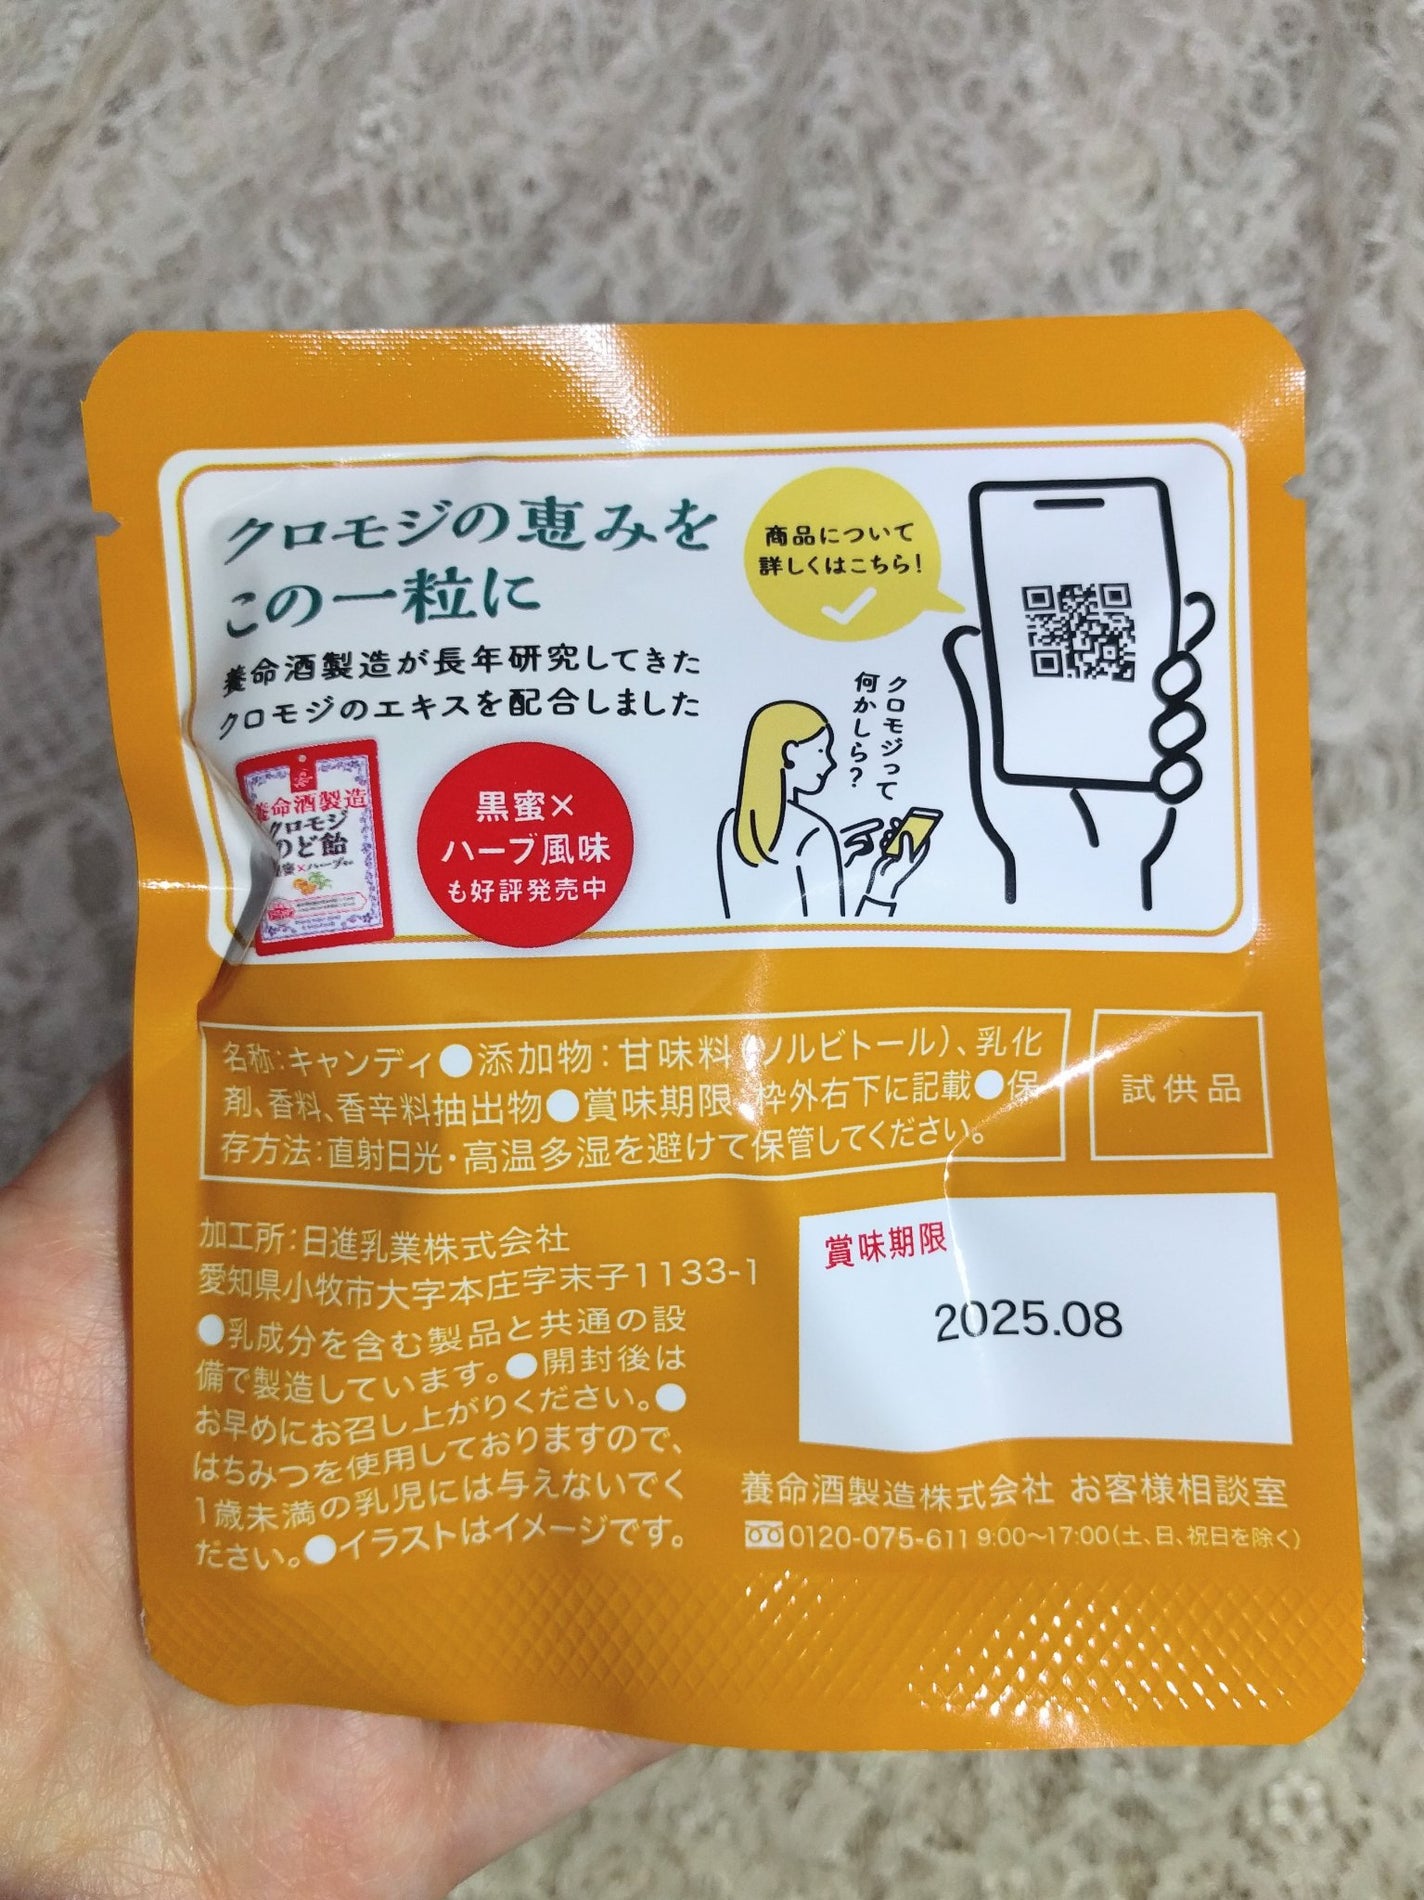 クロモジの恵みを
この一粒に
養命酒製造が長年研究してきた
クロモジのエキスを配合しました
商品について
詳しくはこちら!
クロモジって
何かしら?
養命酒製造
クロモジ
のど飴
黒蜜×
ハーブ風味
も好評発売中
名称:キャンディ●添加物:甘味料(ソルビトール)、乳化
剤、香料、香辛料抽出物●賞味期限:枠外右下に記載●保
存方法:直射日光・高温多湿を避けて保管してください。
試供品
加工所:日進乳業株式会社
愛知県小牧市大字本庄字末子1133-1
●乳成分を含む製品と共通の設
備で製造しています。●開封後は
お早めにお召し上がりください。●
はちみつを使用しておりますので、
1歳未満の乳児には与えないでく
ださい。●イラストはイメージです。
賞味期限
2025.08
養命酒製造株式会社 お客様相談室
0120-075-611 9:00~17:00(土、日、祝日を除く)